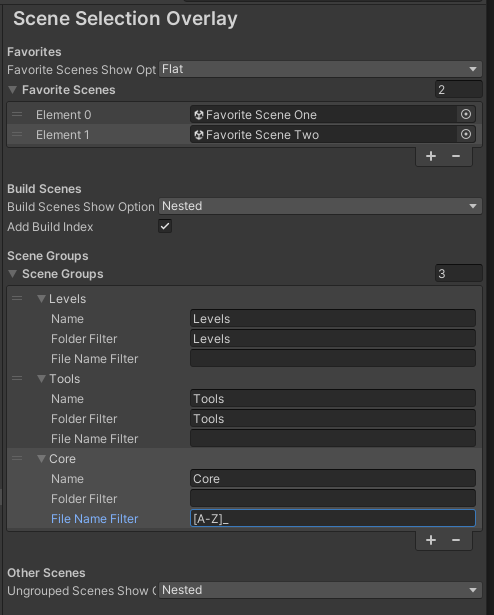 Scene Selection Overlay
Favorites
Favorite Scenes Show Opt Flat
Favorite Scenes 2
Element 0 Favorite Scene One
Element 1 Favorite Scene Two
+ −
Build Scenes
Build Scenes Show Option Nested
Add Build Index
Scene Groups
Scene Groups 3
Levels
Name Levels
Folder Filter Levels
File Name Filter
Tools
Name Tools
Folder Filter Tools
File Name Filter
Core
Name Core
Folder Filter
File Name Filter [A-Z]_
+ −
Other Scenes
Ungrouped Scenes Show Nested